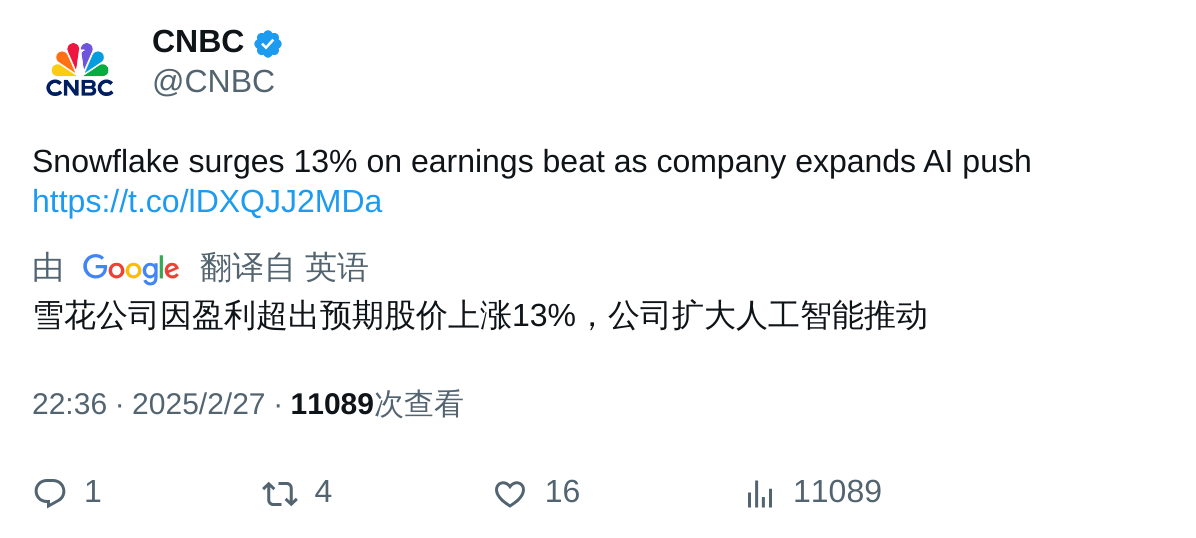 CNBC
@CNBC
CNBC
Snowflake surges 13% on earnings beat as company expands AI push
https://t.co/lDXQJJ2MDa
由 Google 翻译自 英语
雪花公司因盈利超出预期股价上涨13%，公司扩大人工智能推动
22:36 · 2025/2/27 · 11089次查看
1 4 16 11089